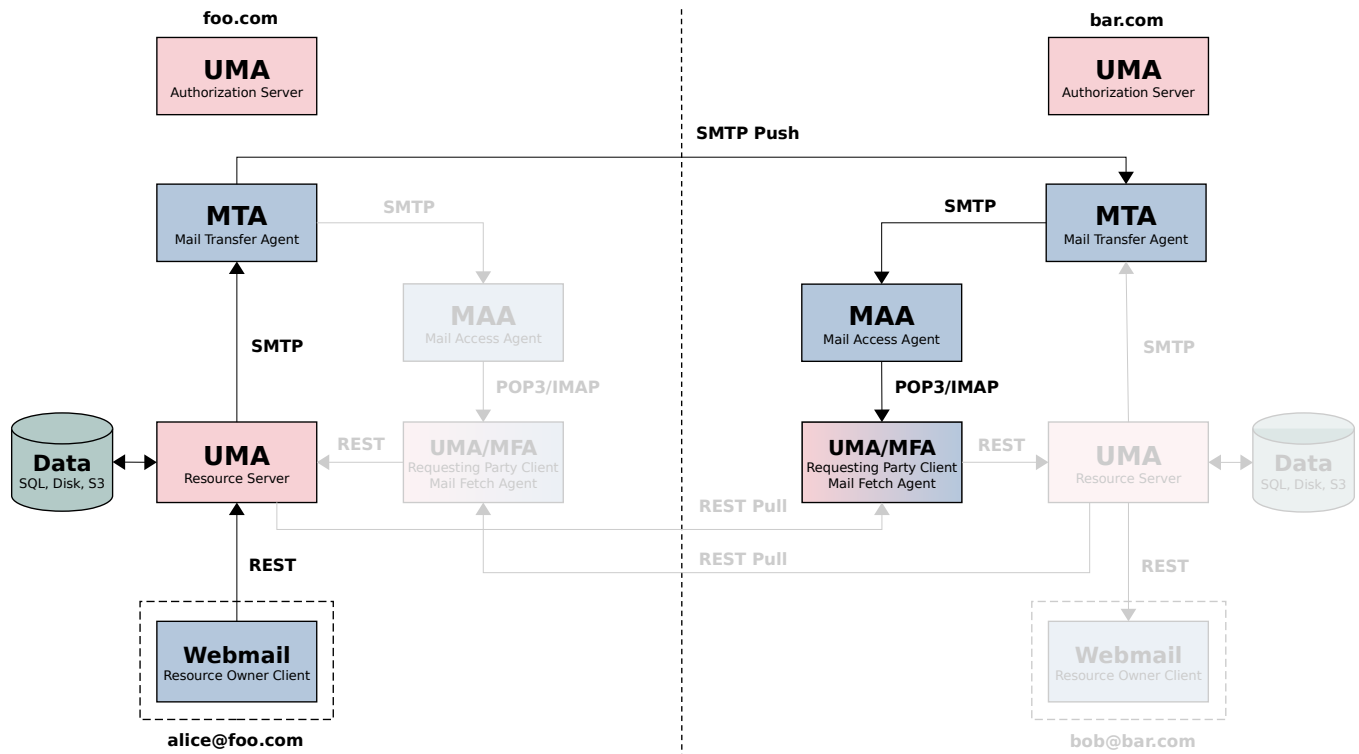 foo.com
bar.com
UMA
Authorization Server
UMA
Authorization Server
SMTP Push
MTA
Mail Transfer Agent
SMTP
SMTP
MTA
Mail Transfer Agent
MAA
Mail Access Agent
MAA
Mail Access Agent
SMTP
SMTP
POP3/IMAP
POP3/IMAP
Data
SQL, Disk, S3
UMA
Resource Server
REST
UMA/MFA
Requesting Party Client
Mail Fetch Agent
UMA/MFA
Requesting Party Client
Mail Fetch Agent
REST
UMA
Resource Server
Data
SQL, Disk, S3
REST Pull
REST Pull
REST
REST
Webmail
Resource Owner Client
Webmail
Resource Owner Client
alice@foo.com
bob@bar.com